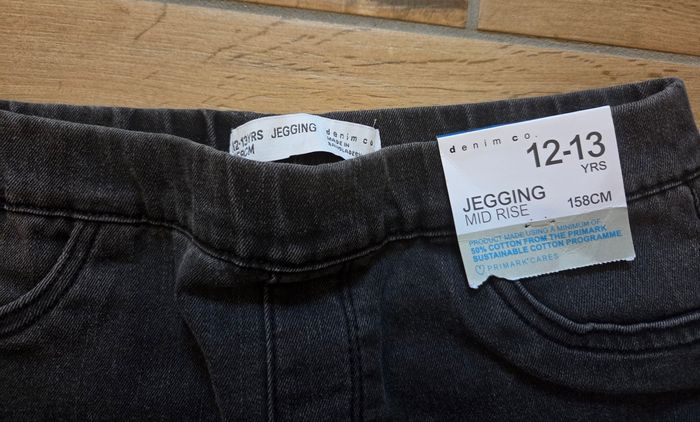 12-13YRS JEGGING denim co.
158CM MADE IN
BANGLADESH
denim co.
12-13
YRS
JEGGING
MID RISE
158CM
PRODUCT MADE USING A MINIMUM OF
50% COTTON FROM THE PRIMARK
SUSTAINABLE COTTON PROGRAMME
PRIMARK CARES